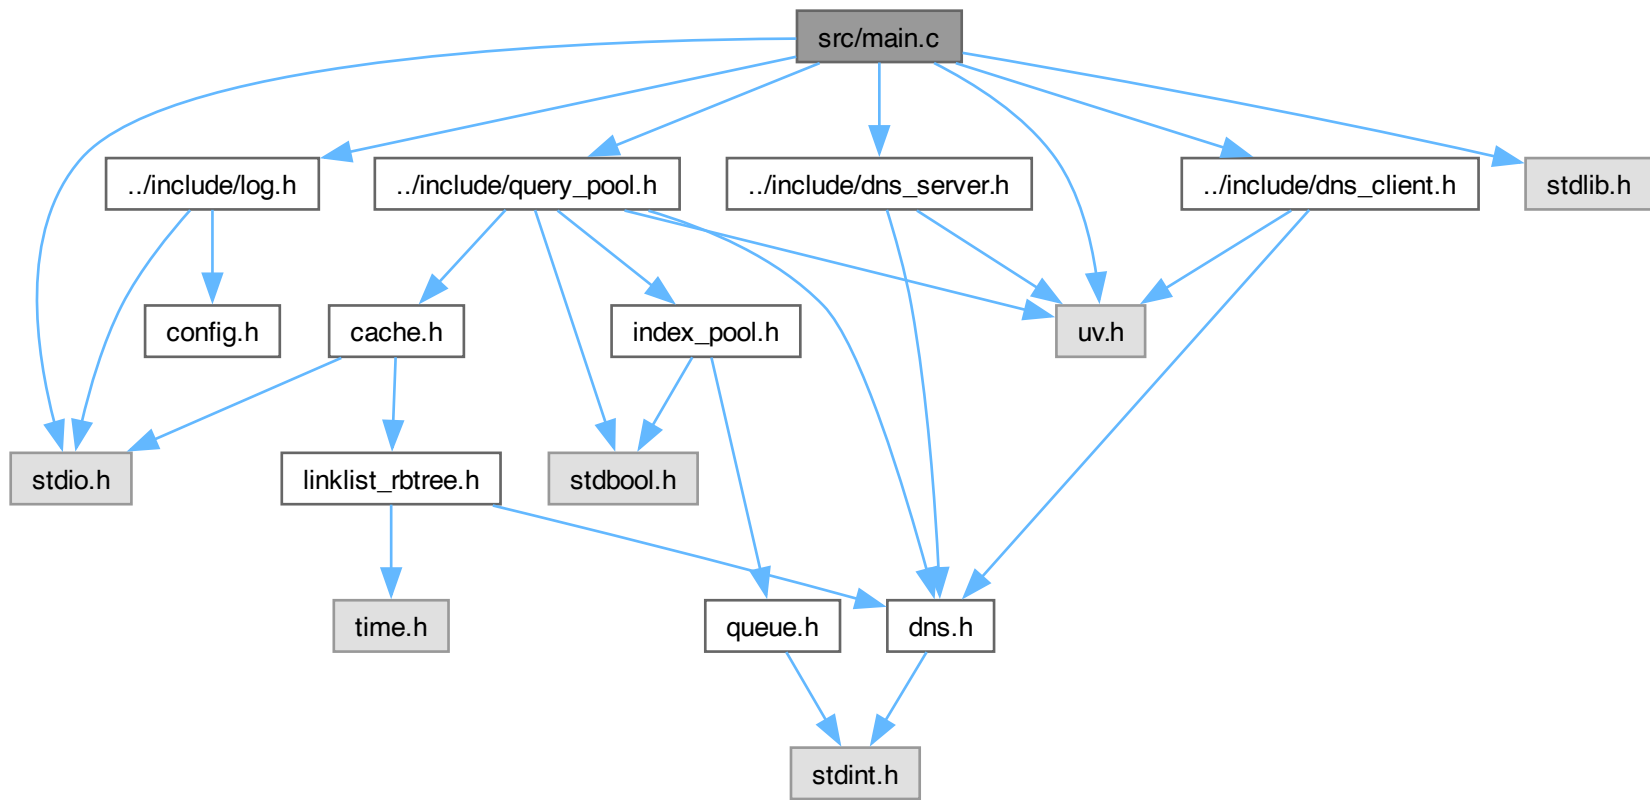 src/main.c
../include/log.h
../include/query_pool.h
../include/dns_server.h
../include/dns_client.h
stdlib.h
config.h
cache.h
index_pool.h
uv.h
stdio.h
linklist_rbtree.h
stdbool.h
time.h
queue.h
dns.h
stdint.h